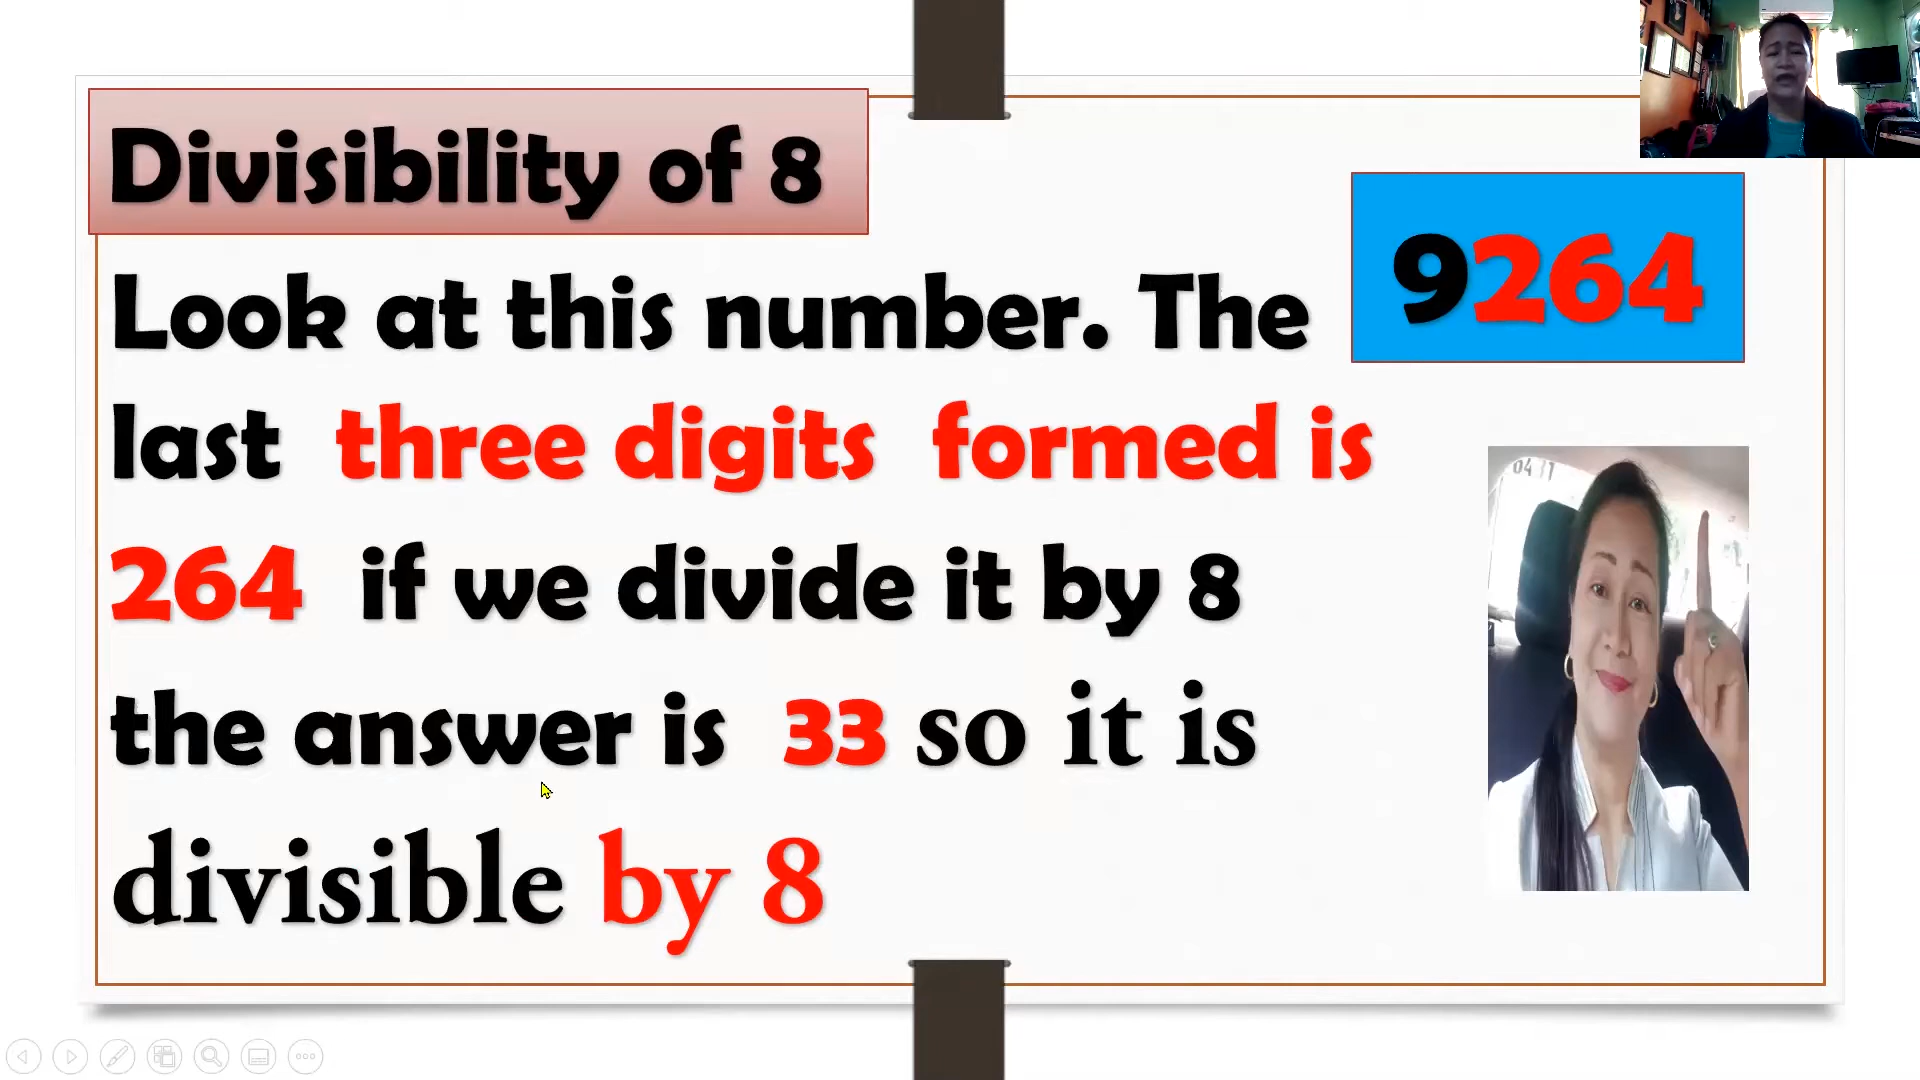 Divisibility of 8
9264
Look at this number. The
last three digits formed is
264 if we divide it by 8
the answer is 33 so it is
divisible by 8